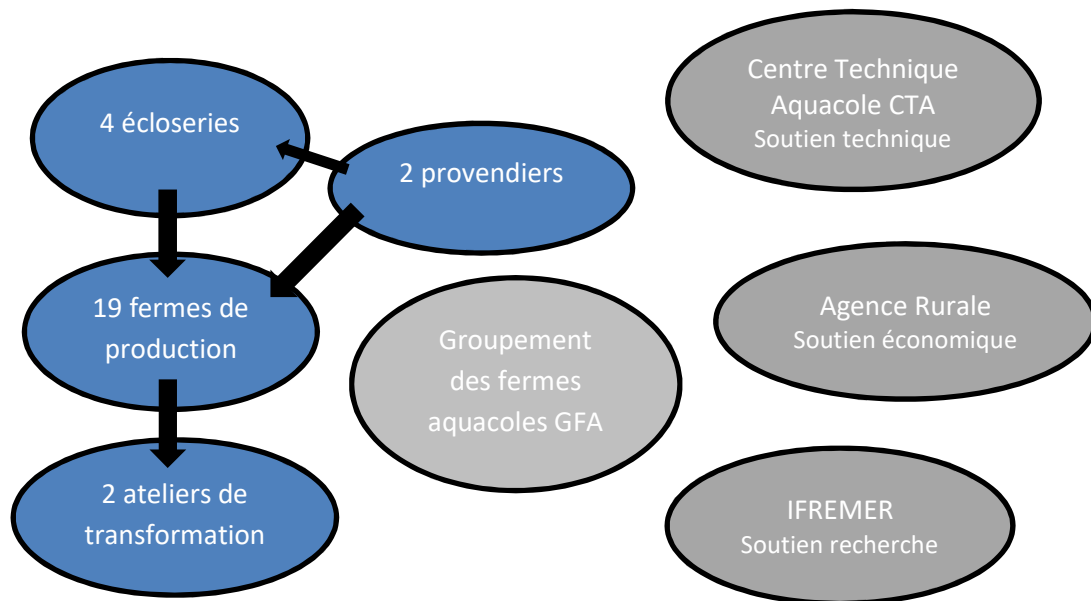 4 écloseries
2 provendiers
19 fermes de
production
2 ateliers de
transformation
Groupement
des fermes
aquacoles GFA
Centre Technique
Aquacole CTA
Soutien technique
Agence Rurale
Soutien économique
IFREMER
Soutien recherche